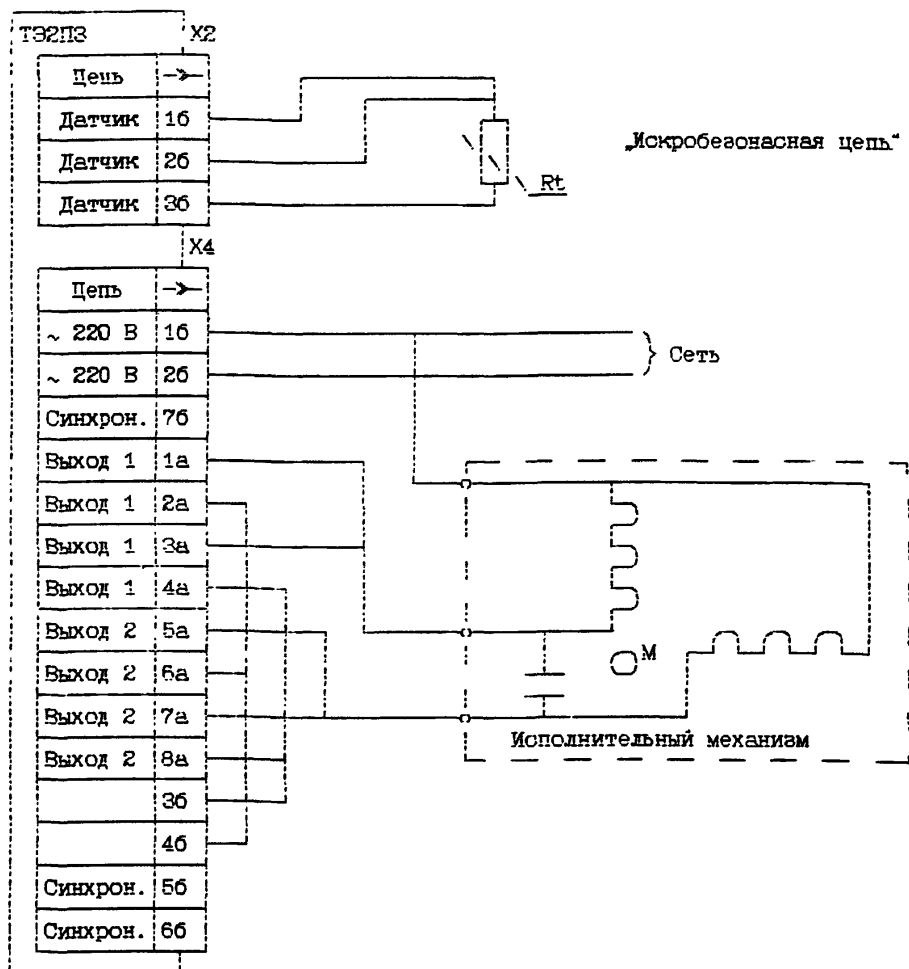 ТЭ2П3 X2
Цепь
Датчик 1б
Датчик 2б
Датчик 3б
Rt
„Искробезопасная цепь“
X4
Цепь
~ 220 В 1б
~ 220 В 2б
Сеть
Синхрон. 7б
Выход 1 1а
Выход 1 2а
Выход 1 3а
Выход 1 4а
Выход 2 5а
Выход 2 6а
Выход 2 7а
Выход 2 8а
3б
4б
Синхрон. 5б
Синхрон. 6б
М
Исполнительный механизм